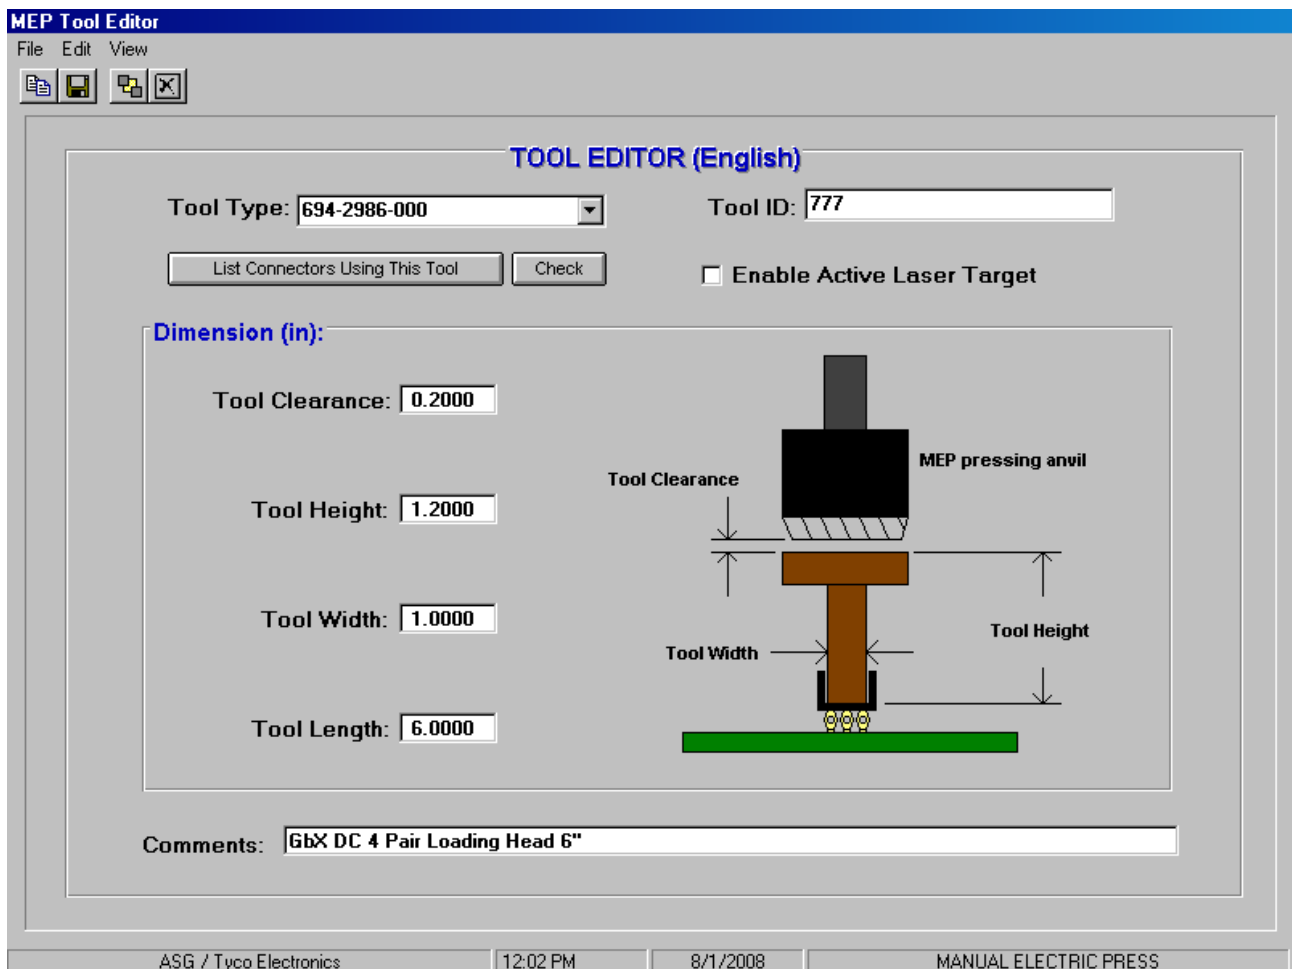 MEP Tool Editor
File Edit View
TOOL EDITOR (English)
Tool Type: 694-2986-000
Tool ID: 777
List Connectors Using This Tool
Check
Enable Active Laser Target
Dimension (in):
Tool Clearance: 0.2000
Tool Height: 1.2000
Tool Width: 1.0000
Tool Length: 6.0000
MEP pressing anvil
Tool Clearance
Tool Height
Tool Width
Comments: GbX DC 4 Pair Loading Head 6"
ASG / Tyco Electronics 12:02 PM 8/1/2008 MANUAL ELECTRIC PRESS